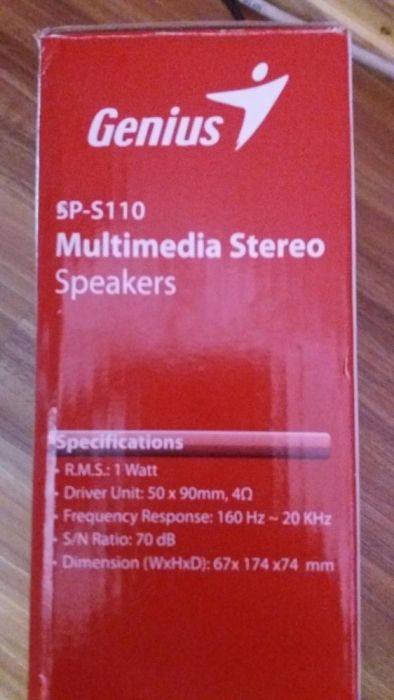 Genius
SP-S110
Multimedia Stereo
Speakers
Specifications
• R.M.S.: 1 Watt
• Driver Unit: 50 x 90mm, 4Ω
• Frequency Response: 160 Hz ~ 20 KHz
• S/N Ratio: 70 dB
• Dimension (WxHxD): 67x 174 x74 mm